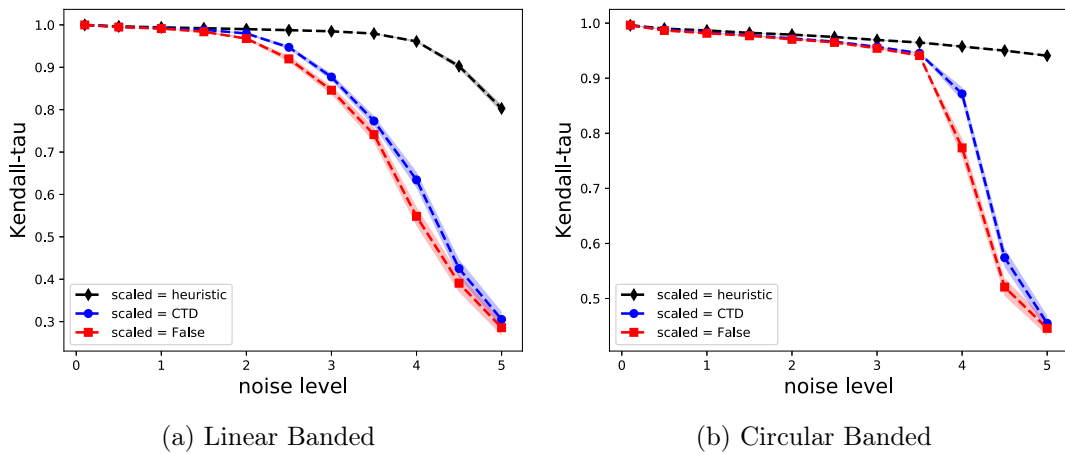 1.0
0.9
0.8
0.7
0.6
0.5
0.4
0.3
Kendall-tau
scaled = heuristic
scaled = CTD
scaled = False
0 1 2 3 4 5
noise level
(a) Linear Banded
1.0
0.9
0.8
0.7
0.6
0.5
Kendall-tau
scaled = heuristic
scaled = CTD
scaled = False
0 1 2 3 4 5
noise level
(b) Circular Banded